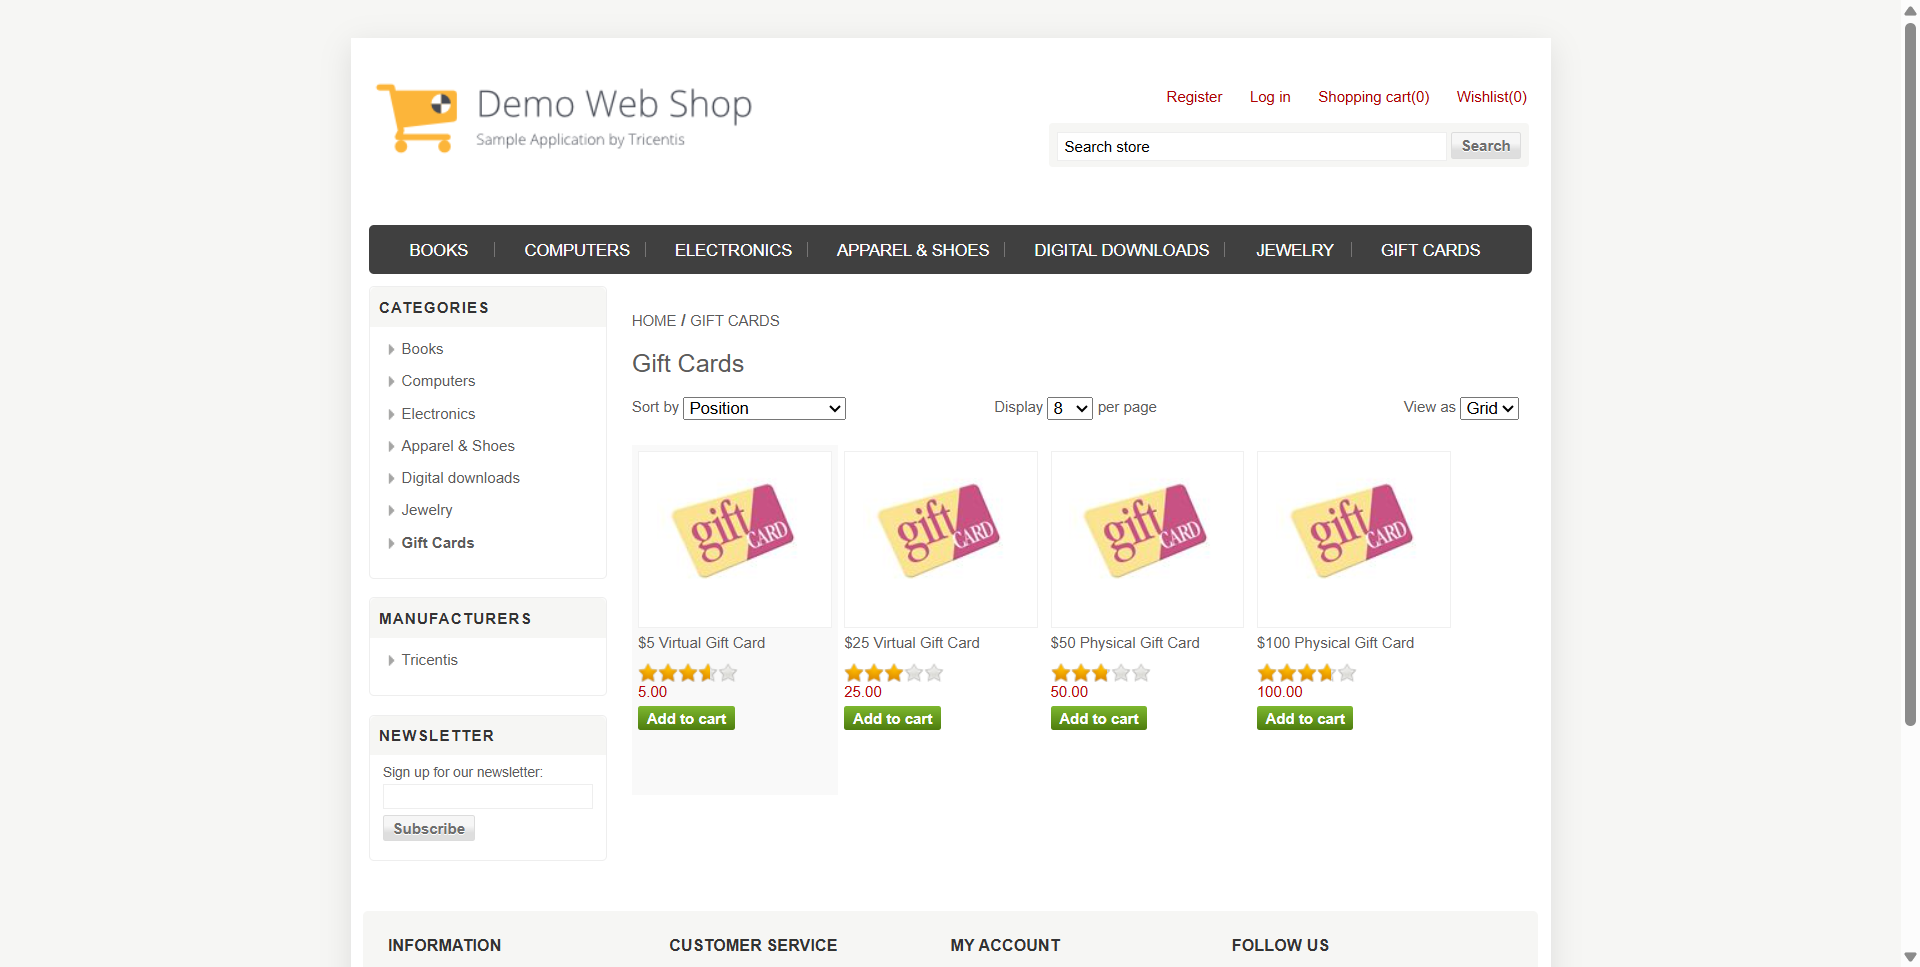 Demo Web Shop
Sample Application by Tricentis
Register Log in Shopping cart(0) Wishlist(0)
Search store Search
BOOKS COMPUTERS ELECTRONICS APPAREL & SHOES DIGITAL DOWNLOADS JEWELRY GIFT CARDS
CATEGORIES
Books
Computers
Electronics
Apparel & Shoes
Digital downloads
Jewelry
Gift Cards
MANUFACTURERS
Tricentis
NEWSLETTER
Sign up for our newsletter:
Subscribe
HOME / GIFT CARDS
Gift Cards
Sort by Position Display 8 per page View as Grid
gift CARD gift CARD gift CARD gift CARD
$5 Virtual Gift Card $25 Virtual Gift Card $50 Physical Gift Card $100 Physical Gift Card
5.00 25.00 50.00 100.00
Add to cart Add to cart Add to cart Add to cart
INFORMATION CUSTOMER SERVICE MY ACCOUNT FOLLOW US